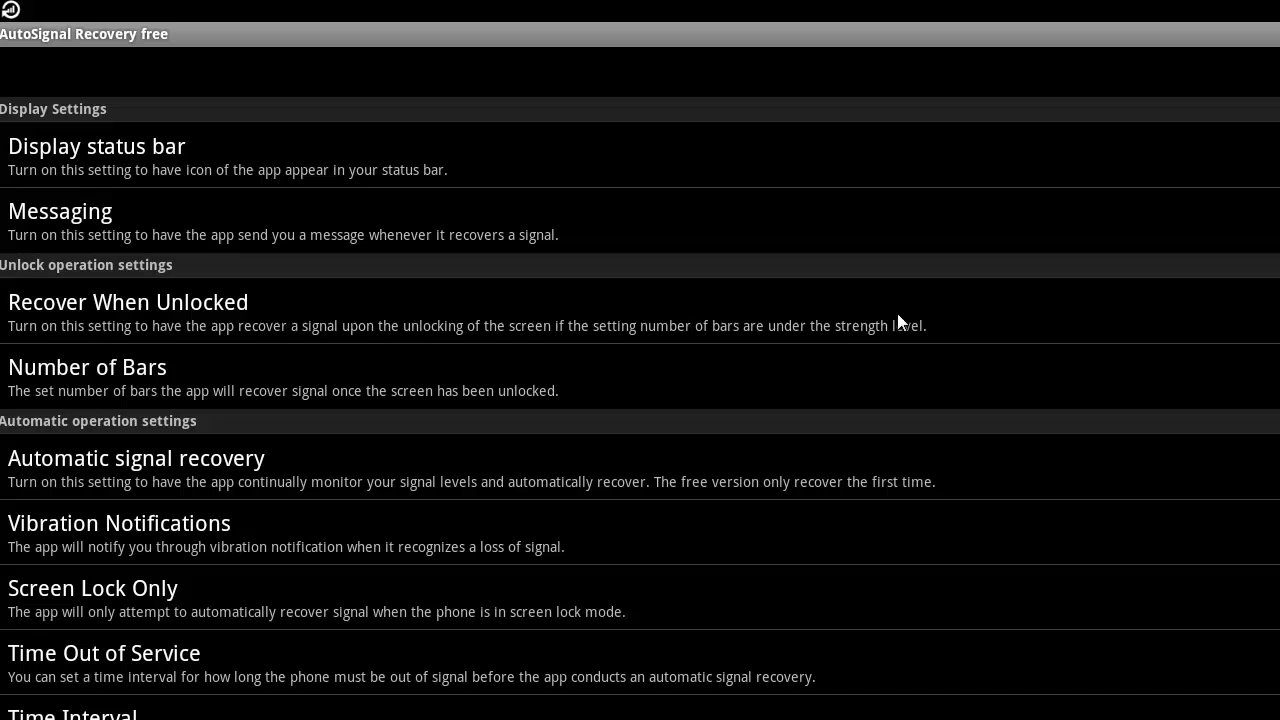 AutoSignal Recovery free
Display Settings
Display status bar
Turn on this setting to have icon of the app appear in your status bar.
Messaging
Turn on this setting to have the app send you a message whenever it recovers a signal.
Unlock operation settings
Recover When Unlocked
Turn on this setting to have the app recover a signal upon the unlocking of the screen if the setting number of bars are under the strength level.
Number of Bars
The set number of bars the app will recover signal once the screen has been unlocked.
Automatic operation settings
Automatic signal recovery
Turn on this setting to have the app continually monitor your signal levels and automatically recover. The free version only recover the first time.
Vibration Notifications
The app will notify you through vibration notification when it recognizes a loss of signal.
Screen Lock Only
The app will only attempt to automatically recover signal when the phone is in screen lock mode.
Time Out of Service
You can set a time interval for how long the phone must be out of signal before the app conducts an automatic signal recovery.
Time Interval